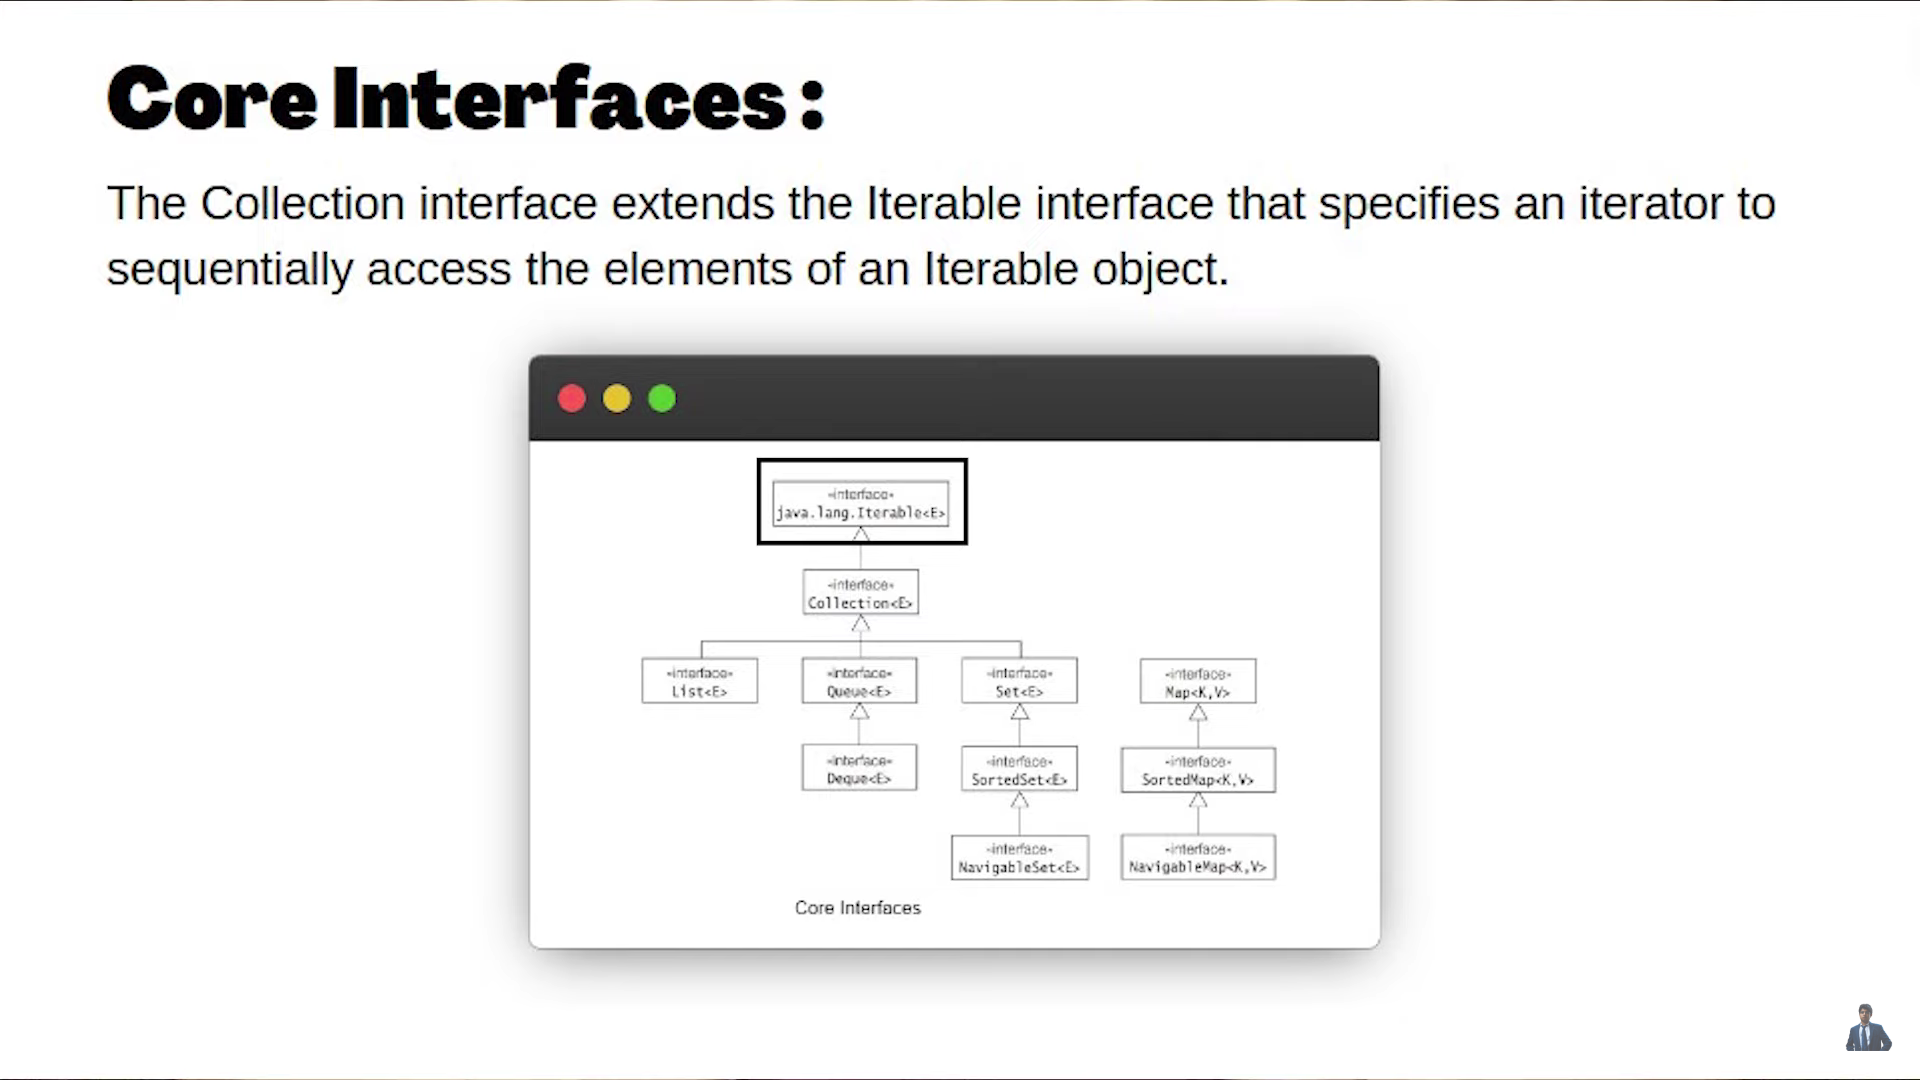 Core Interfaces:
The Collection interface extends the Iterable interface that specifies an iterator to
sequentially access the elements of an Iterable object.
«interface»
java.lang.Iterable<E>
«interface»
Collection<E>
«interface» «interface» «interface» «interface»
List<E> Queue<E> Set<E> Map<K,V>
«interface» «interface» «interface»
Deque<E> SortedSet<E> SortedMap<K,V>
«interface» «interface»
NavigableSet<E> NavigableMap<K,V>
Core Interfaces